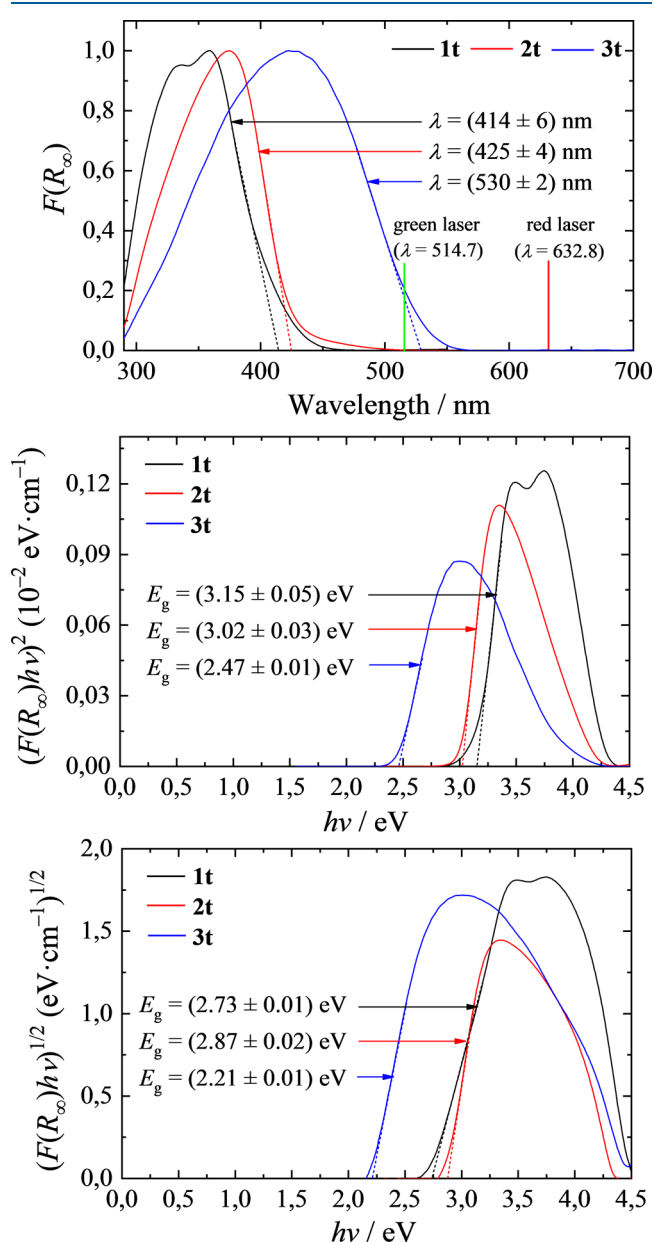 1t 2t 3t
1,0
0,8
0,6
0,4
0,2
0,0
F(R∞)
λ = (414 ± 6) nm
λ = (425 ± 4) nm
λ = (530 ± 2) nm
green laser
(λ = 514.7)
red laser
(λ = 632.8)
300 400 500 600 700
Wavelength / nm
1t
2t
3t
0,12
0,09
0,06
0,03
0,00
(F(R∞)hν)² (10⁻² eV·cm⁻¹)
E_g = (3.15 ± 0.05) eV
E_g = (3.02 ± 0.03) eV
E_g = (2.47 ± 0.01) eV
0,0 0,5 1,0 1,5 2,0 2,5 3,0 3,5 4,0 4,5
hν / eV
1t
2t
3t
2,0
1,5
1,0
0,5
0,0
(F(R∞)hν)^1/2 (eV·cm⁻¹)^1/2
E_g = (2.73 ± 0.01) eV
E_g = (2.87 ± 0.02) eV
E_g = (2.21 ± 0.01) eV
0,0 0,5 1,0 1,5 2,0 2,5 3,0 3,5 4,0 4,5
hν / eV